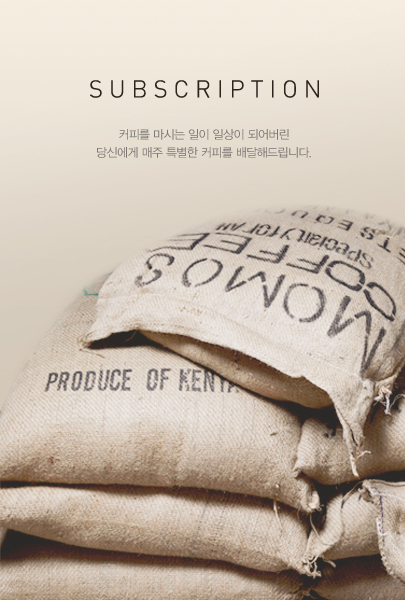 SUBSCRIPTION
커피를 마시는 일이 일상이 되어버린
당신에게 매주 특별한 커피를 배달해드립니다.
MOMOS
COFFEE
PRODUCE OF KENYA